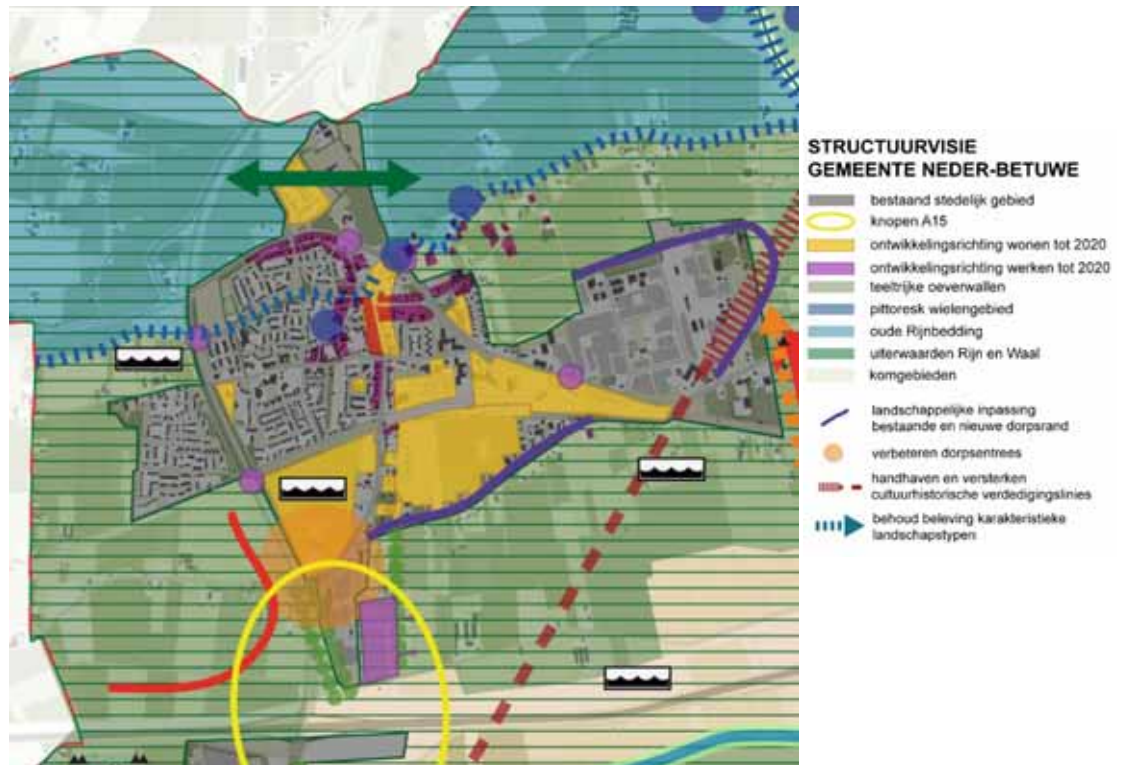 STRUCTUURVISIE
GEMEENTE NEDER-BETUWE
bestaand stedelijk gebied
knopen A15
ontwikkelingsrichting wonen tot 2020
ontwikkelingsrichting werken tot 2020
teeltrijke oeverwallen
pittoresk wielengebied
oude Rijnbedding
uiterwaarden Rijn en Waal
komgebieden
landschappelijke inpassing
bestaande en nieuwe dorpsrand
verbeteren dorpsentrees
handhaven en versterken
cultuurhistorische verdedigingslinies
behoud beleving karakteristieke
landschapstypen